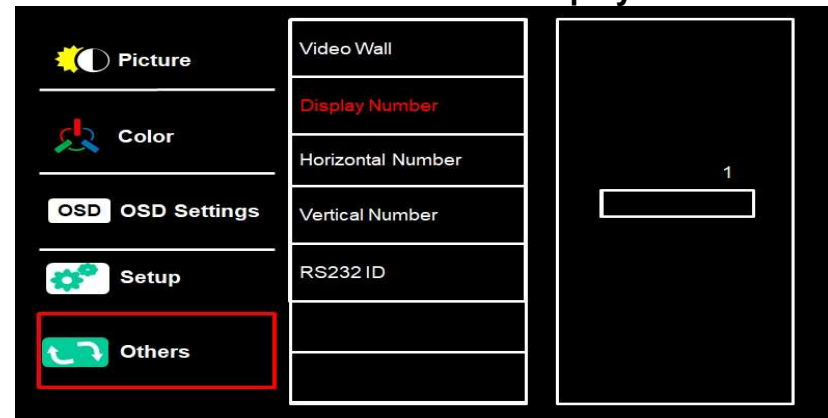 Picture
Color
OSD OSD Settings
Setup
Others
Video Wall
Display Number
Horizontal Number
Vertical Number
RS232 ID
1